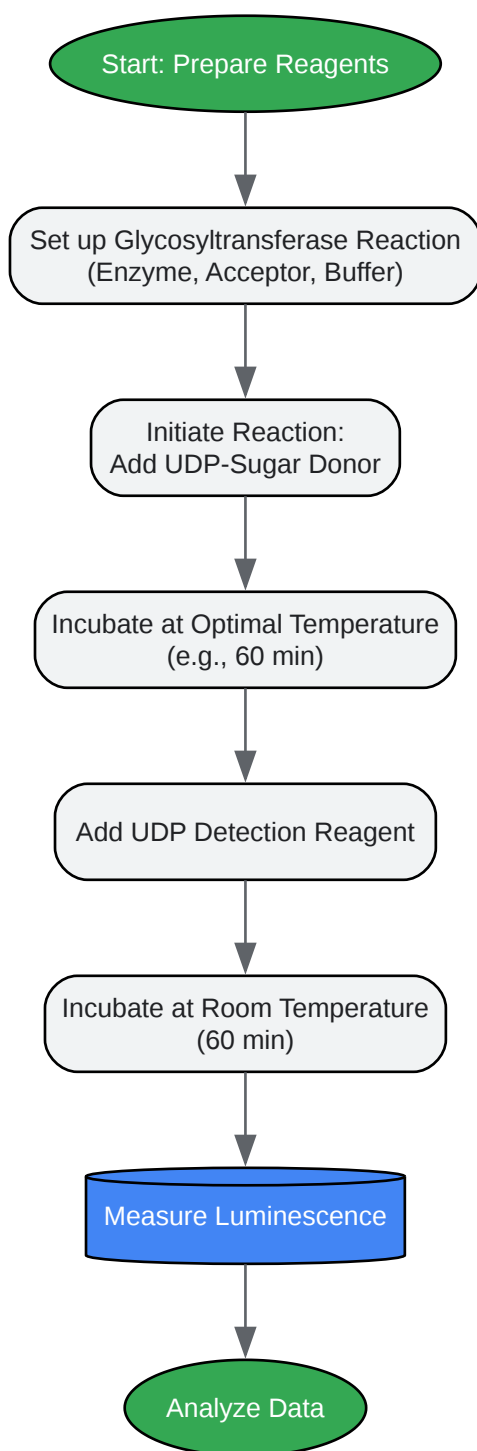 Start: Prepare Reagents
Set up Glycosyltransferase Reaction
(Enzyme, Acceptor, Buffer)
Initiate Reaction:
Add UDP-Sugar Donor
Incubate at Optimal Temperature
(e.g., 60 min)
Add UDP Detection Reagent
Incubate at Room Temperature
(60 min)
Measure Luminescence
Analyze Data